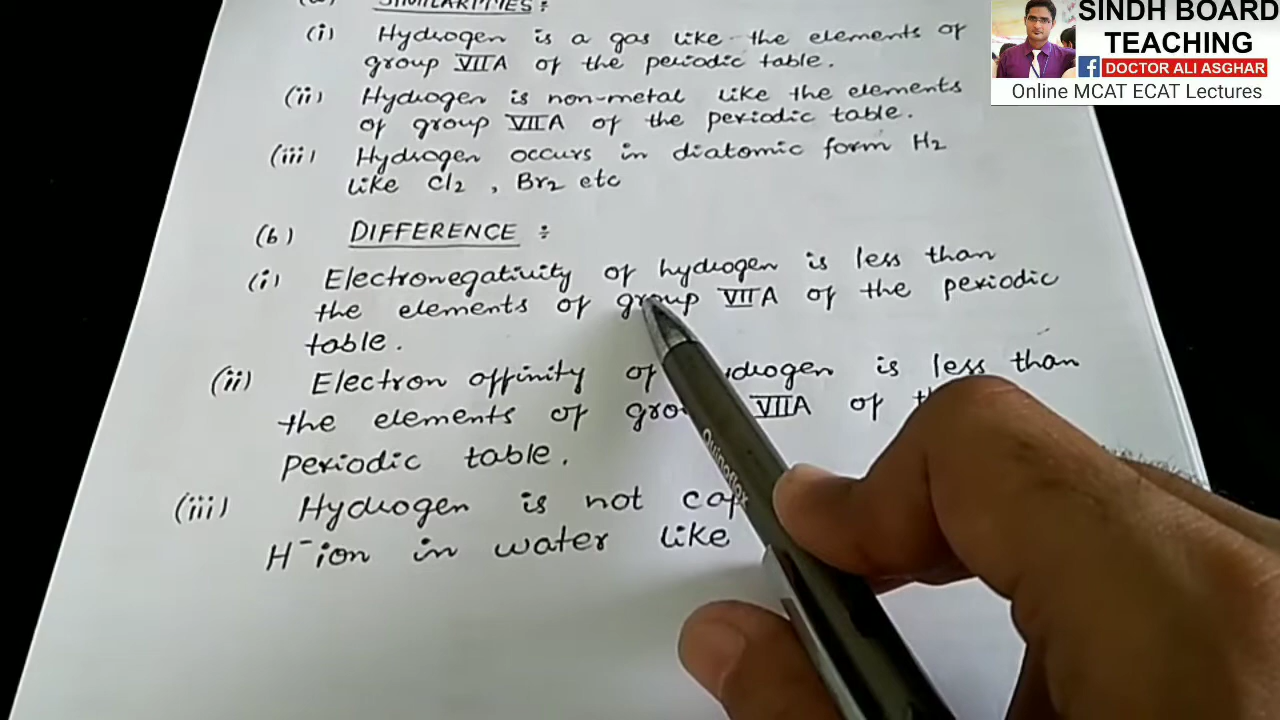 (a) SIMILARITIES :
(i) Hydrogen is a gas like the elements of
group VIIA of the periodic table.
(ii) Hydrogen is non-metal like the elements
of group VIIA of the periodic table.
(iii) Hydrogen occurs in diatomic form H₂
like Cl₂ , Br₂ etc
(b) DIFFERENCE :
(i) Electronegativity of hydrogen is less than
the elements of group VIIA of the periodic
table.
(ii) Electron affinity of is less than
the elements of VIIA of
periodic table.
(iii) Hydrogen is not
H⁻ion in water like
Quinoflex
SINDH BOARD
TEACHING
DOCTOR ALI ASGHAR
Online MCAT ECAT Lectures